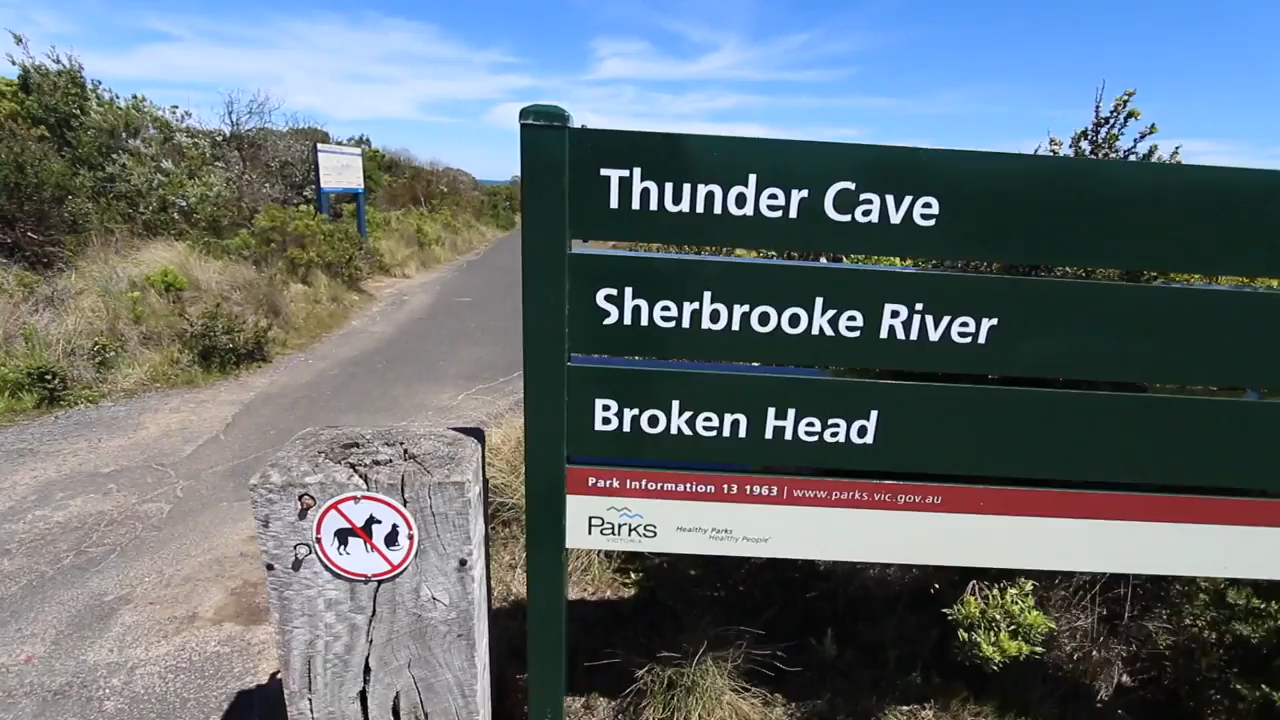 Thunder Cave
Sherbrooke River
Broken Head
Park Information 13 1963 | www.parks.vic.gov.au
Parks
VICTORIA
Healthy Parks
Healthy People